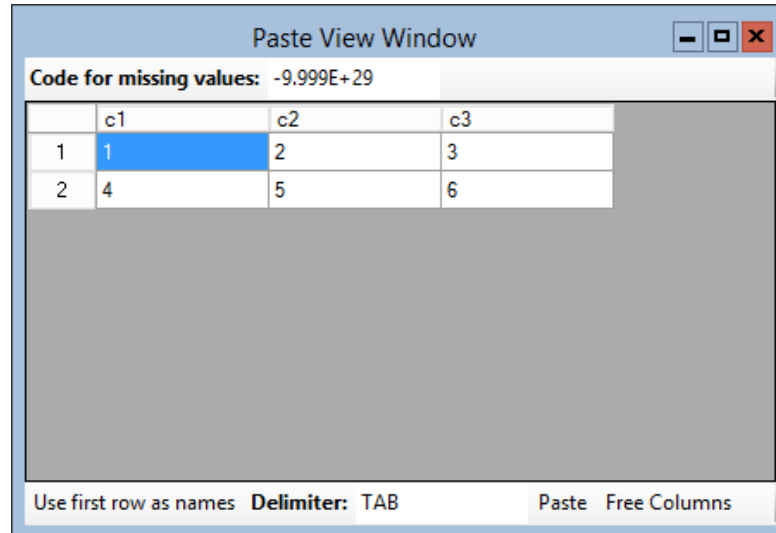 Paste View Window
Code for missing values: -9.999E+29
c1 c2 c3
1 1 2 3
2 4 5 6
Use first row as names Delimiter: TAB Paste Free Columns